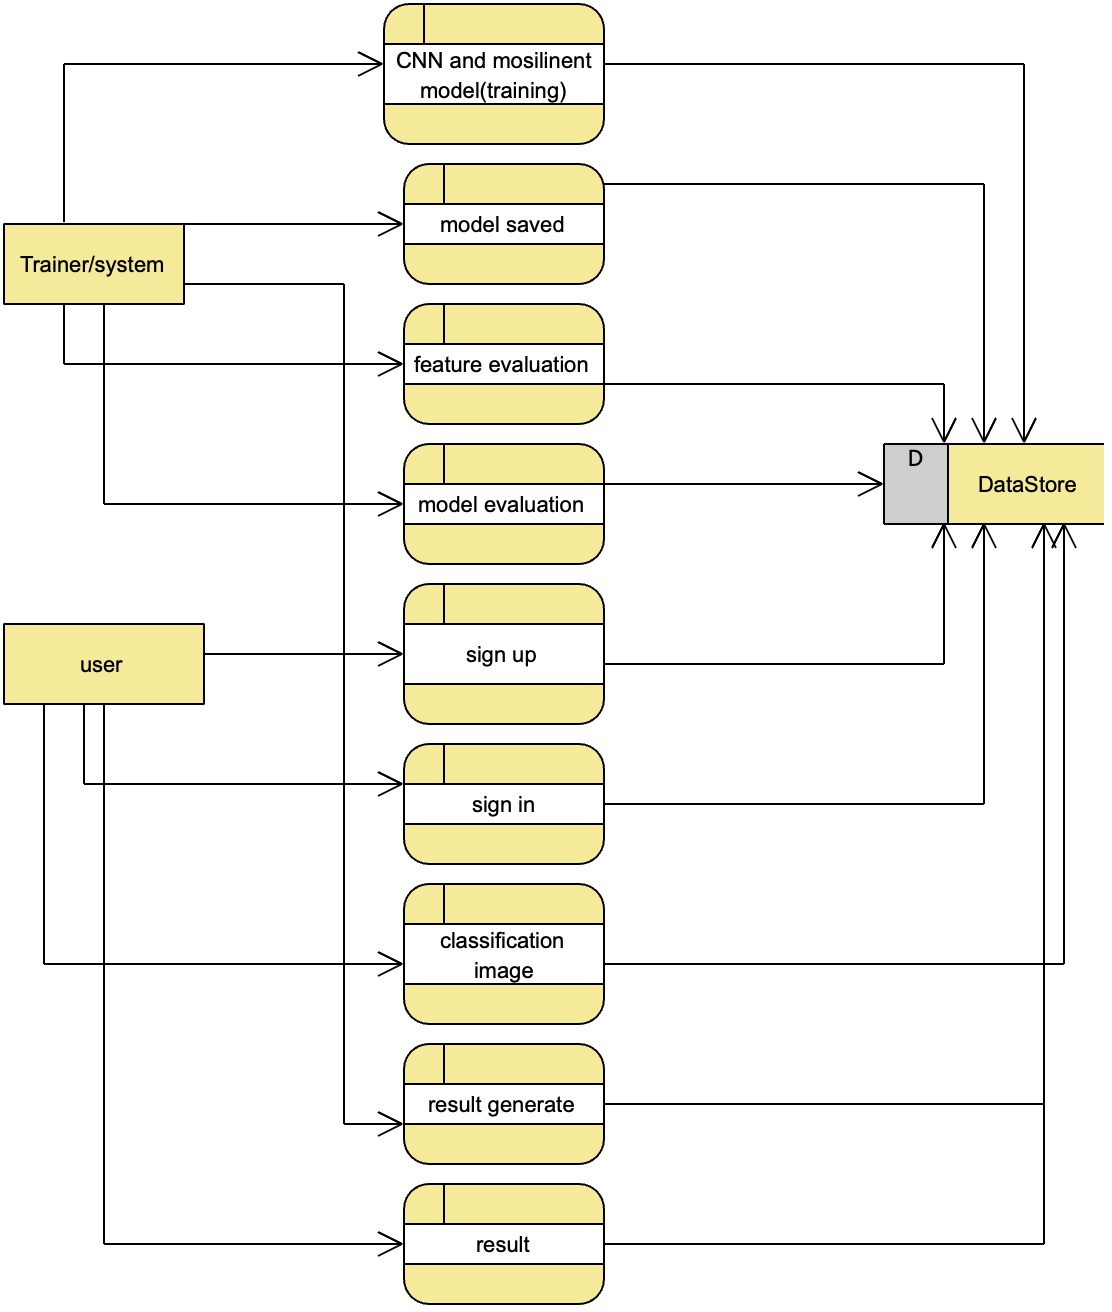 CNN and mosilinent
model(training)
model saved
Trainer/system
feature evaluation
D
DataStore
model evaluation
sign up
user
sign in
classification
image
result generate
result